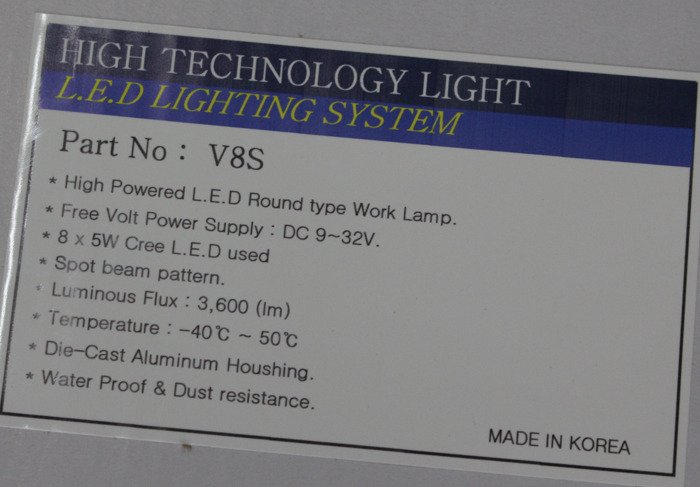 HIGH TECHNOLOGY LIGHT
L.E.D LIGHTING SYSTEM
Part No : V8S
* High Powered L.E.D Round type Work Lamp.
* Free Volt Power Supply : DC 9~32V.
* 8 x 5W Cree L.E.D used
* Spot beam pattern.
* Luminous Flux : 3,600 (lm)
* Temperature : -40℃ ~ 50℃
* Die-Cast Aluminum Houshing.
* Water Proof & Dust resistance.
MADE IN KOREA